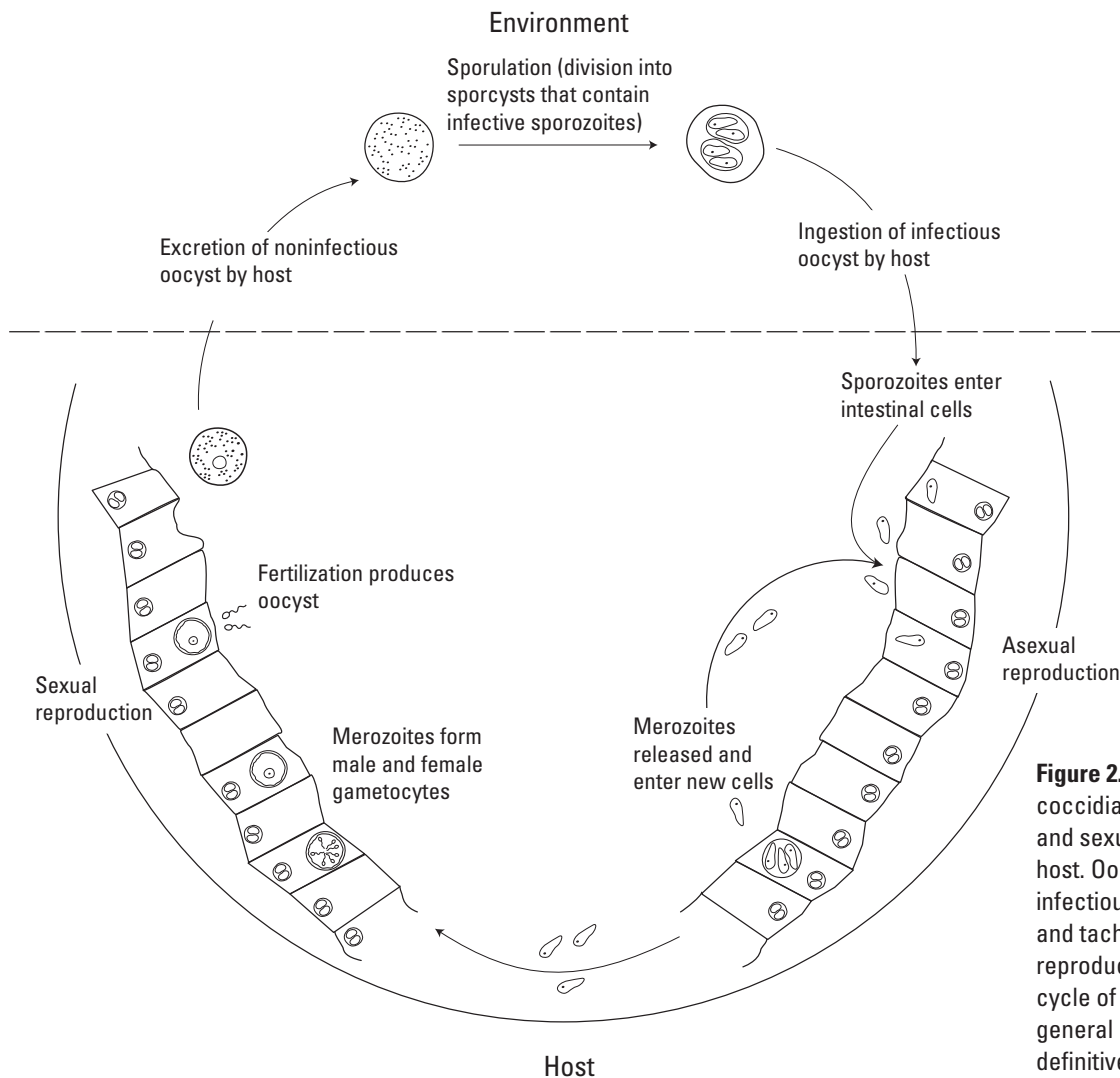 Environment
Sporulation (division into
sporcysts that contain
infective sporozoites)
Excretion of noninfectious
oocyst by host
Ingestion of infectious
oocyst by host
Sporozoites enter
intestinal cells
Fertilization produces
oocyst
Sexual
reproduction
Merozoites form
male and female
gametocytes
Merozoites
released and
enter new cells
Asexual
reproduction
Host
Figure 2.
coccidia
and sexu
host. Oo
infectiou
and tach
reproduc
cycle of
general
definitive